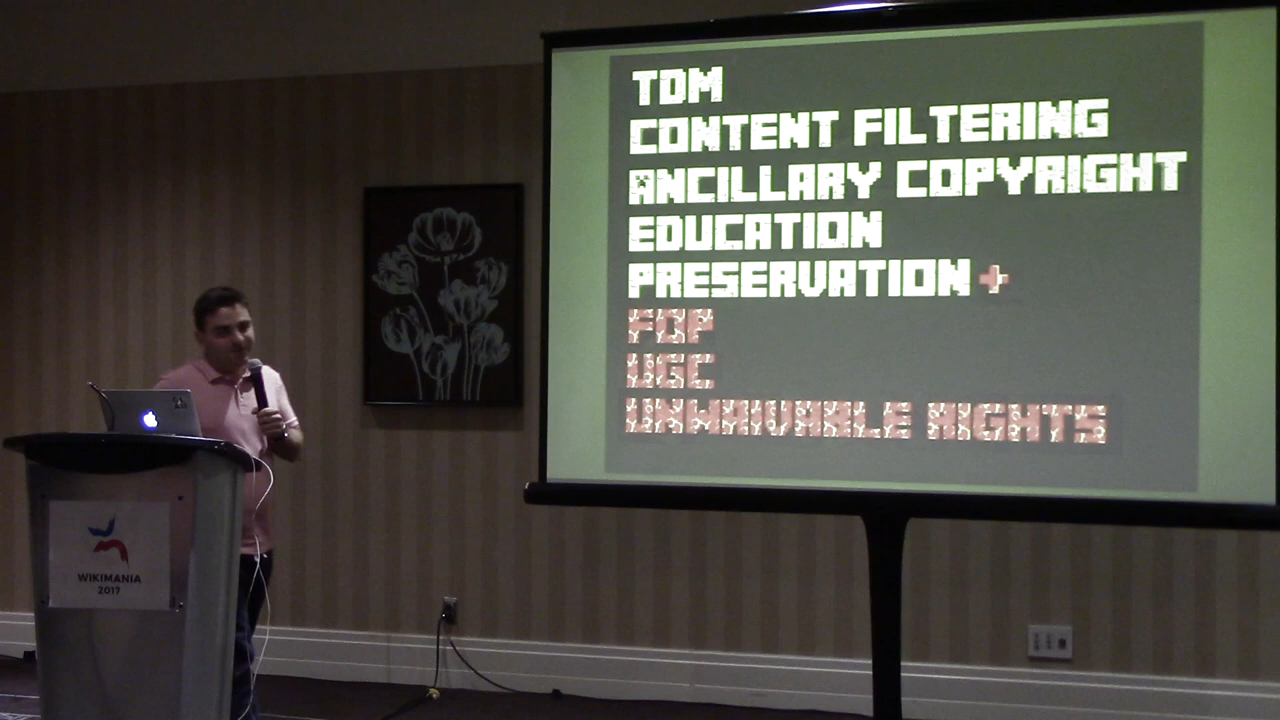 TDM
CONTENT FILTERING
ANCILLARY COPYRIGHT
EDUCATION
PRESERVATION +
FOP
UGC
UNWAIVABLE RIGHTS
WIKIMANIA
2017